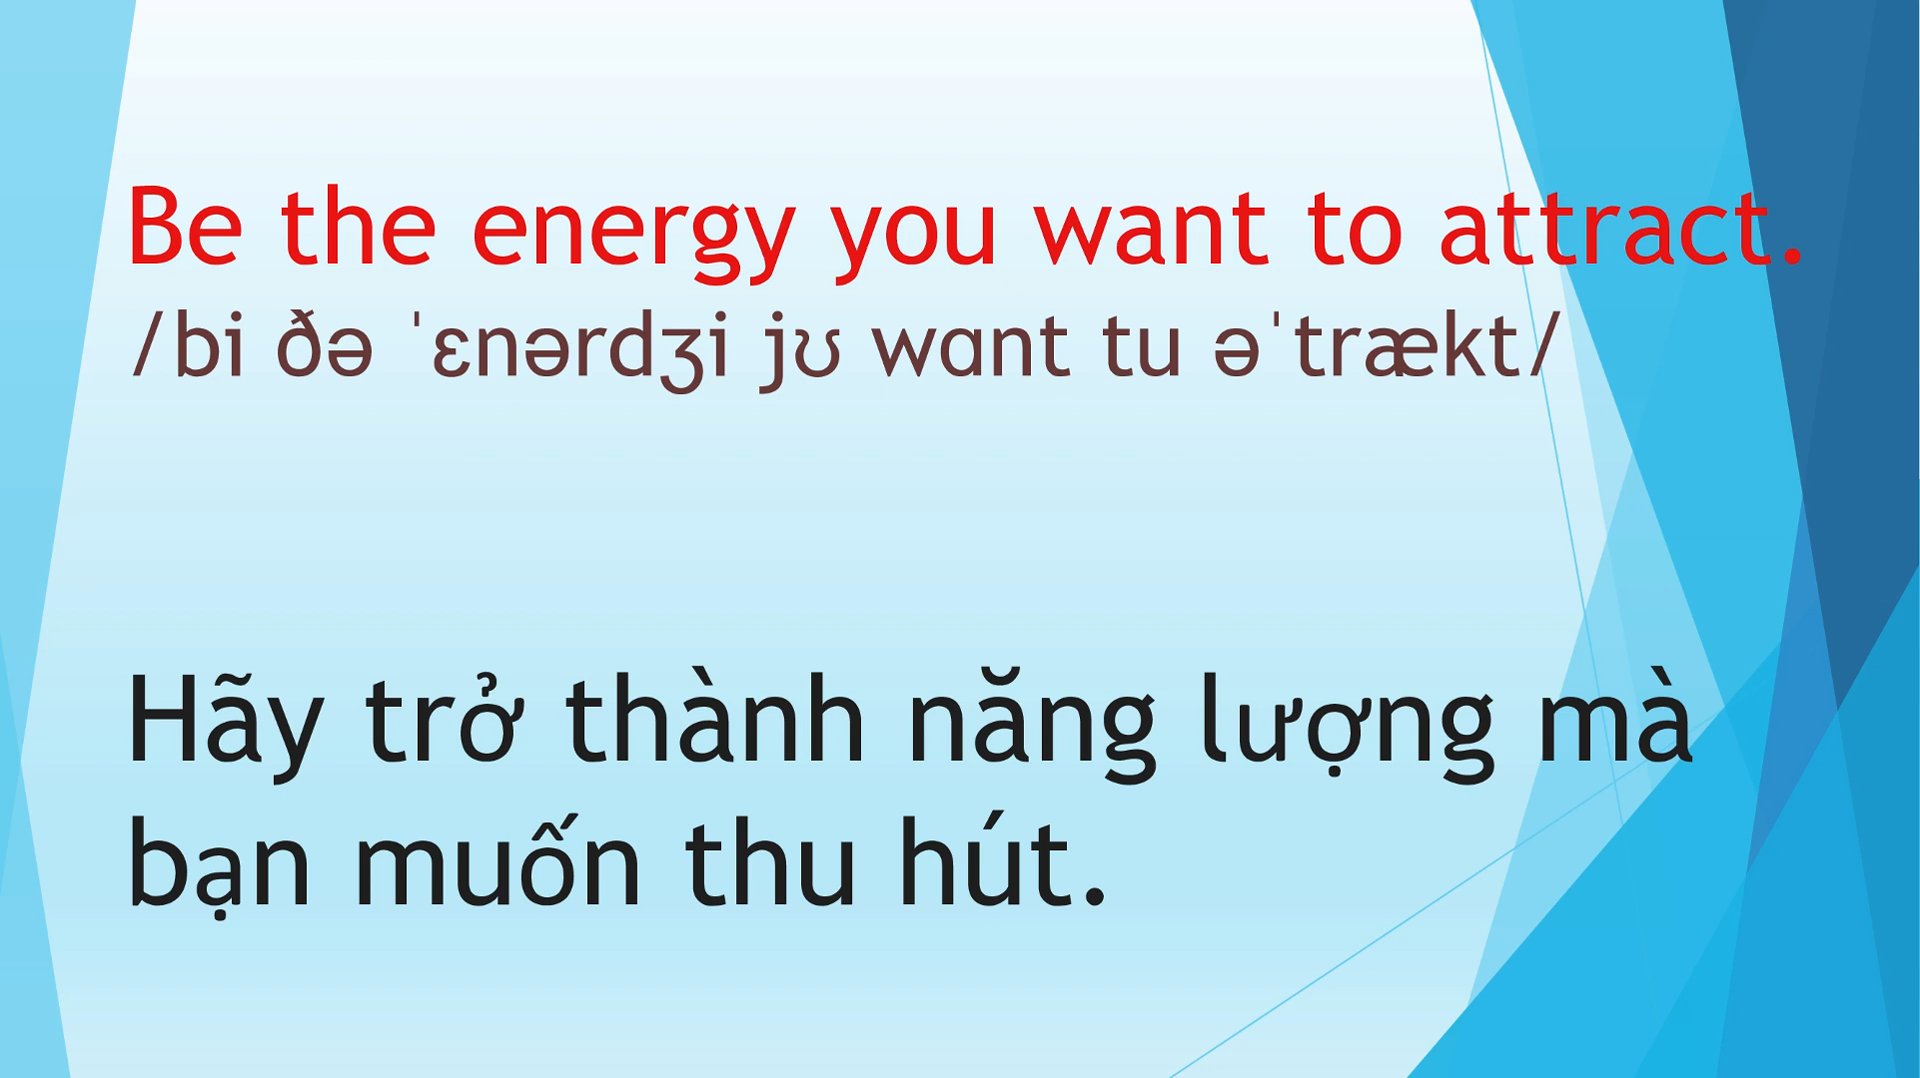 Be the energy you want to attract.
/bi ðə ˈɛnərdʒi jʊ wɑnt tu əˈtrækt/
Hãy trở thành năng lượng mà
bạn muốn thu hút.